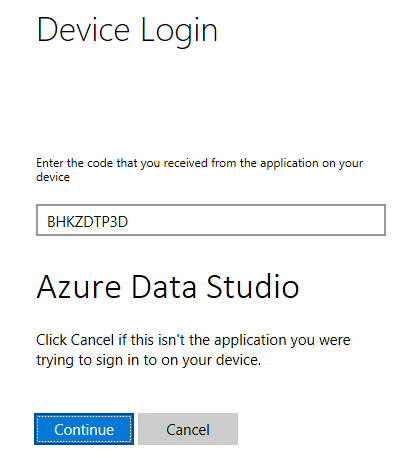 Device Login
Enter the code that you received from the application on your
device
BHKZDTP3D
Azure Data Studio
Click Cancel if this isn't the application you were
trying to sign in to on your device.
Continue Cancel